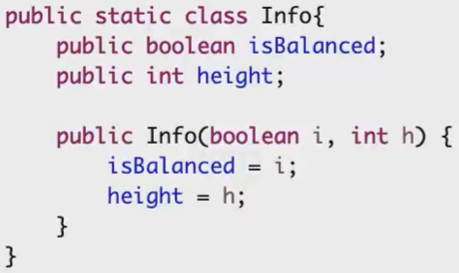 public static class Info{
    public boolean isBalanced;
    public int height;

    public Info(boolean i, int h) {
        isBalanced = i;
        height = h;
    }
}